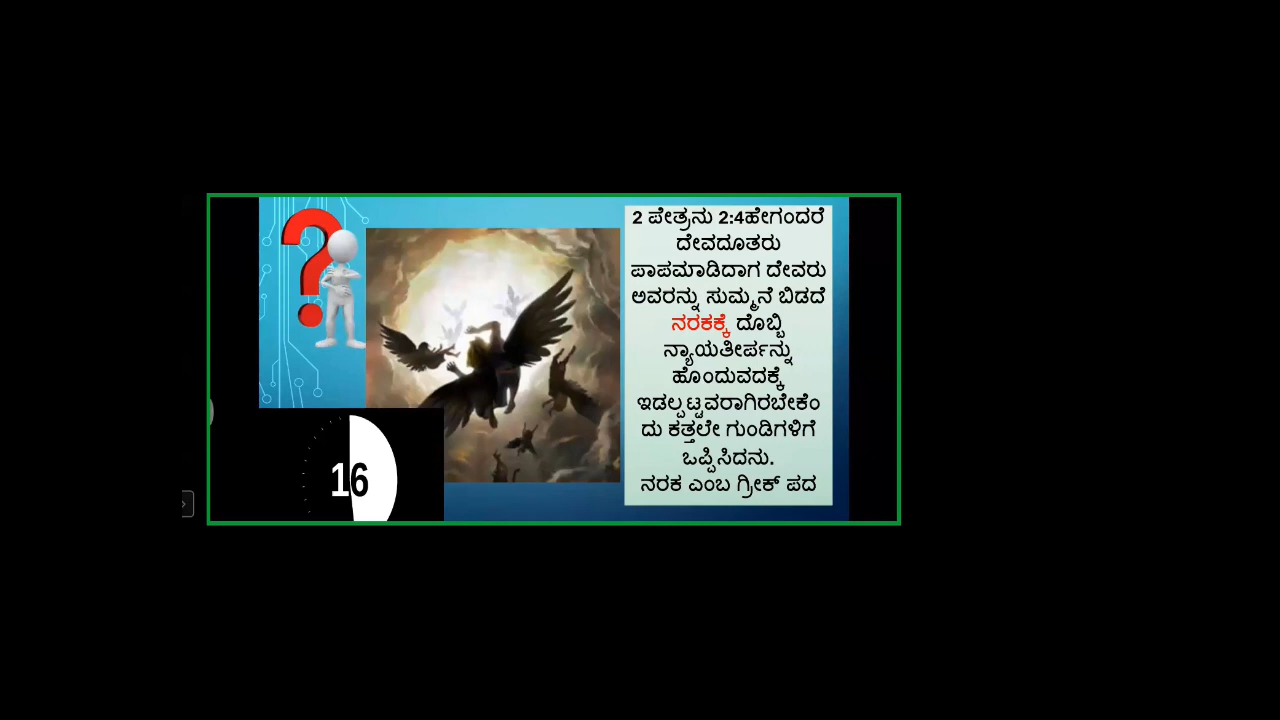 2 ಪೇತ್ರನು 2:4ಹೇಗಂದರೆ
ದೇವದೂತರು
ಪಾಪಮಾಡಿದಾಗ ದೇವರು
ಅವರನ್ನು ಸುಮ್ಮನೆ ಬಿಡದೆ
ನರಕಕ್ಕೆ ದೊಬ್ಬಿ
ನ್ಯಾಯತೀರ್ಪನ್ನು
ಹೊಂದುವದಕ್ಕೆ
ಇಡಲ್ಪಟ್ಟವರಾಗಿರಬೇಕೆಂ
ದು ಕತ್ತಲೇ ಗುಂಡಿಗಳಿಗೆ
ಒಪ್ಪಿಸಿದನು.
ನರಕ ಎಂಬ ಗ್ರೀಕ್ ಪದ
16